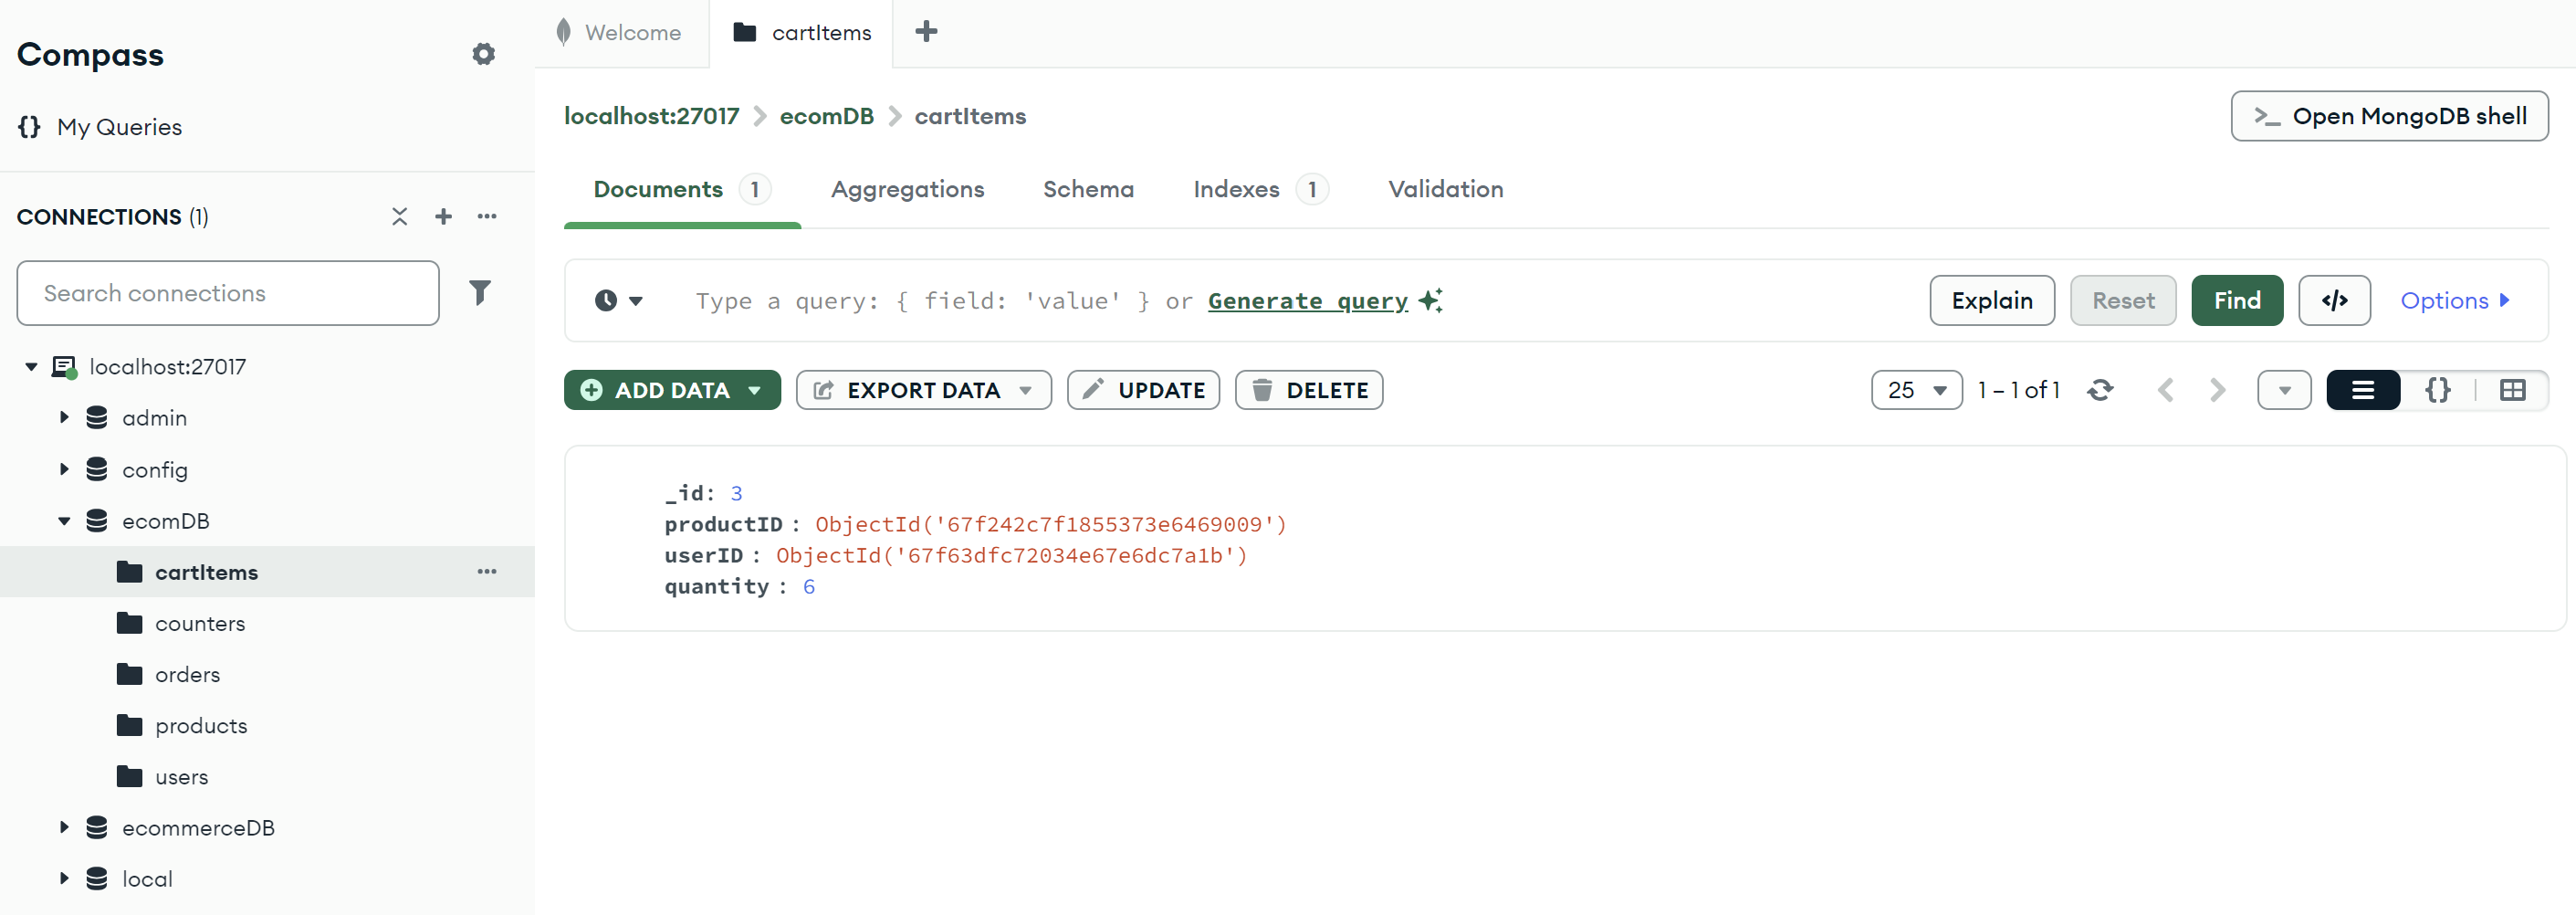 Compass
{} My Queries
CONNECTIONS (1)
Search connections
localhost:27017
admin
config
ecomDB
cartItems
counters
orders
products
users
ecommerceDB
local
Welcome
cartItems
localhost:27017 > ecomDB > cartItems
>_ Open MongoDB shell
Documents 1 Aggregations Schema Indexes 1 Validation
Type a query: { field: 'value' } or Generate query
Explain Reset Find </> Options
ADD DATA EXPORT DATA UPDATE DELETE
25 1 – 1 of 1 {}
_id: 3
productID : ObjectId('67f242c7f1855373e6469009')
userID : ObjectId('67f63dfc72034e67e6dc7a1b')
quantity : 6